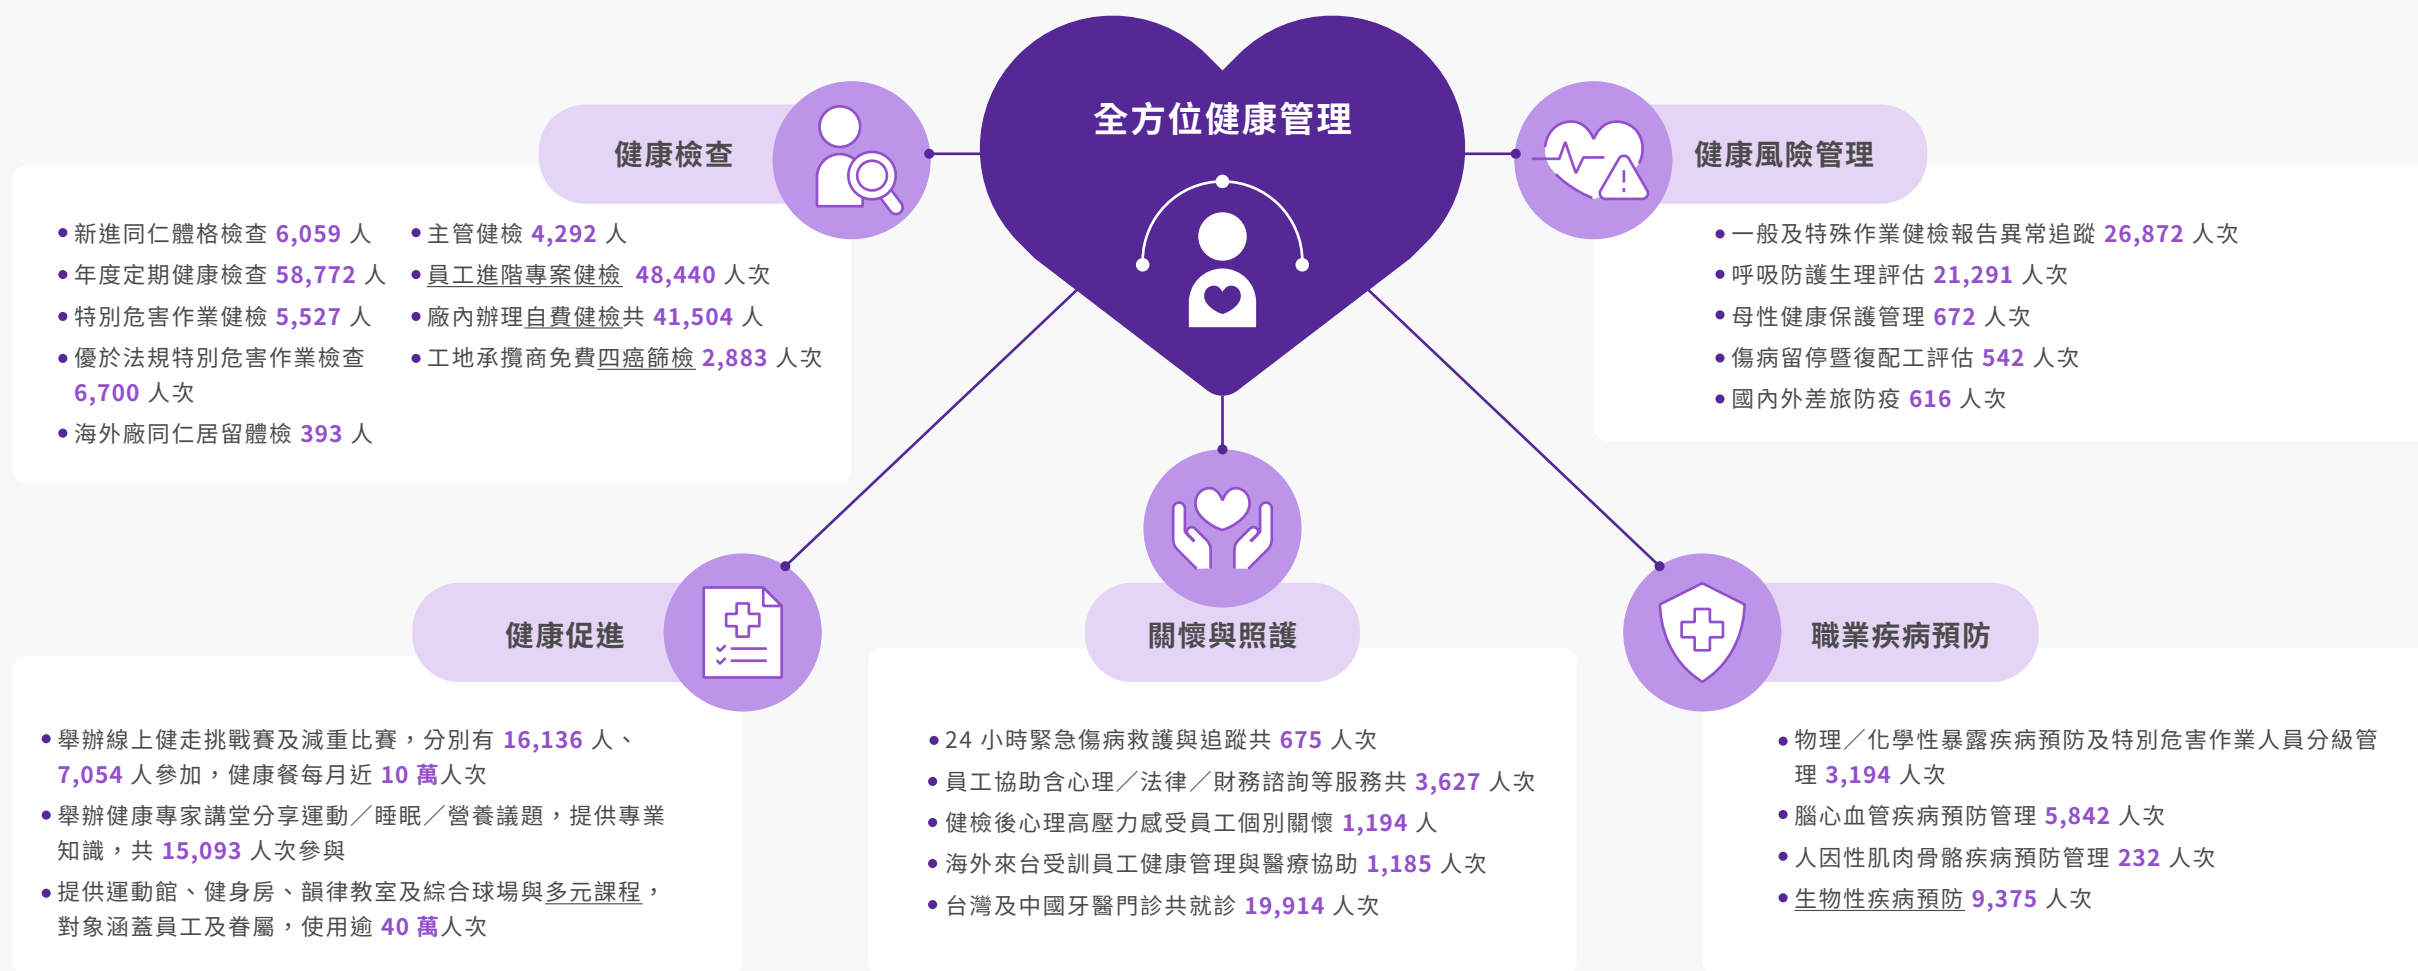 全方位健康管理
健康檢查
新進同仁體格檢查 6,059 人
年度定期健康檢查 58,772 人
特別危害作業健檢 5,527 人
優於法規特別危害作業檢查
6,700 人次
海外廠同仁居留體檢 393 人
主管健檢 4,292 人
員工進階專案健檢 48,440 人次
廠內辦理自費健檢共 41,504 人
工地承攬商免費四癌篩檢 2,883 人次
健康風險管理
一般及特殊作業健檢報告異常追蹤 26,872 人次
呼吸防護生理評估 21,291 人次
母性健康保護管理 672 人次
傷病留停暨復配工評估 542 人次
國內外差旅防疫 616 人次
健康促進
舉辦線上健走挑戰賽及減重比賽，分別有 16,136 人、
7,054 人參加，健康餐每月近 10 萬人次
舉辦健康專家講堂分享運動／睡眠／營養議題，提供專業
知識，共 15,093 人次參與
提供運動館、健身房、韻律教室及綜合球場與多元課程，
對象涵蓋員工及眷屬，使用逾 40 萬人次
關懷與照護
24 小時緊急傷病救護與追蹤共 675 人次
員工協助含心理／法律／財務諮詢等服務共 3,627 人次
健檢後心理高壓力感受員工個別關懷 1,194 人
海外來台受訓員工健康管理與醫療協助 1,185 人次
台灣及中國牙醫門診共就診 19,914 人次
職業疾病預防
物理／化學性暴露疾病預防及特別危害作業人員分級管
理 3,194 人次
腦心血管疾病預防管理 5,842 人次
人因性肌肉骨骼疾病預防管理 232 人次
生物性疾病預防 9,375 人次